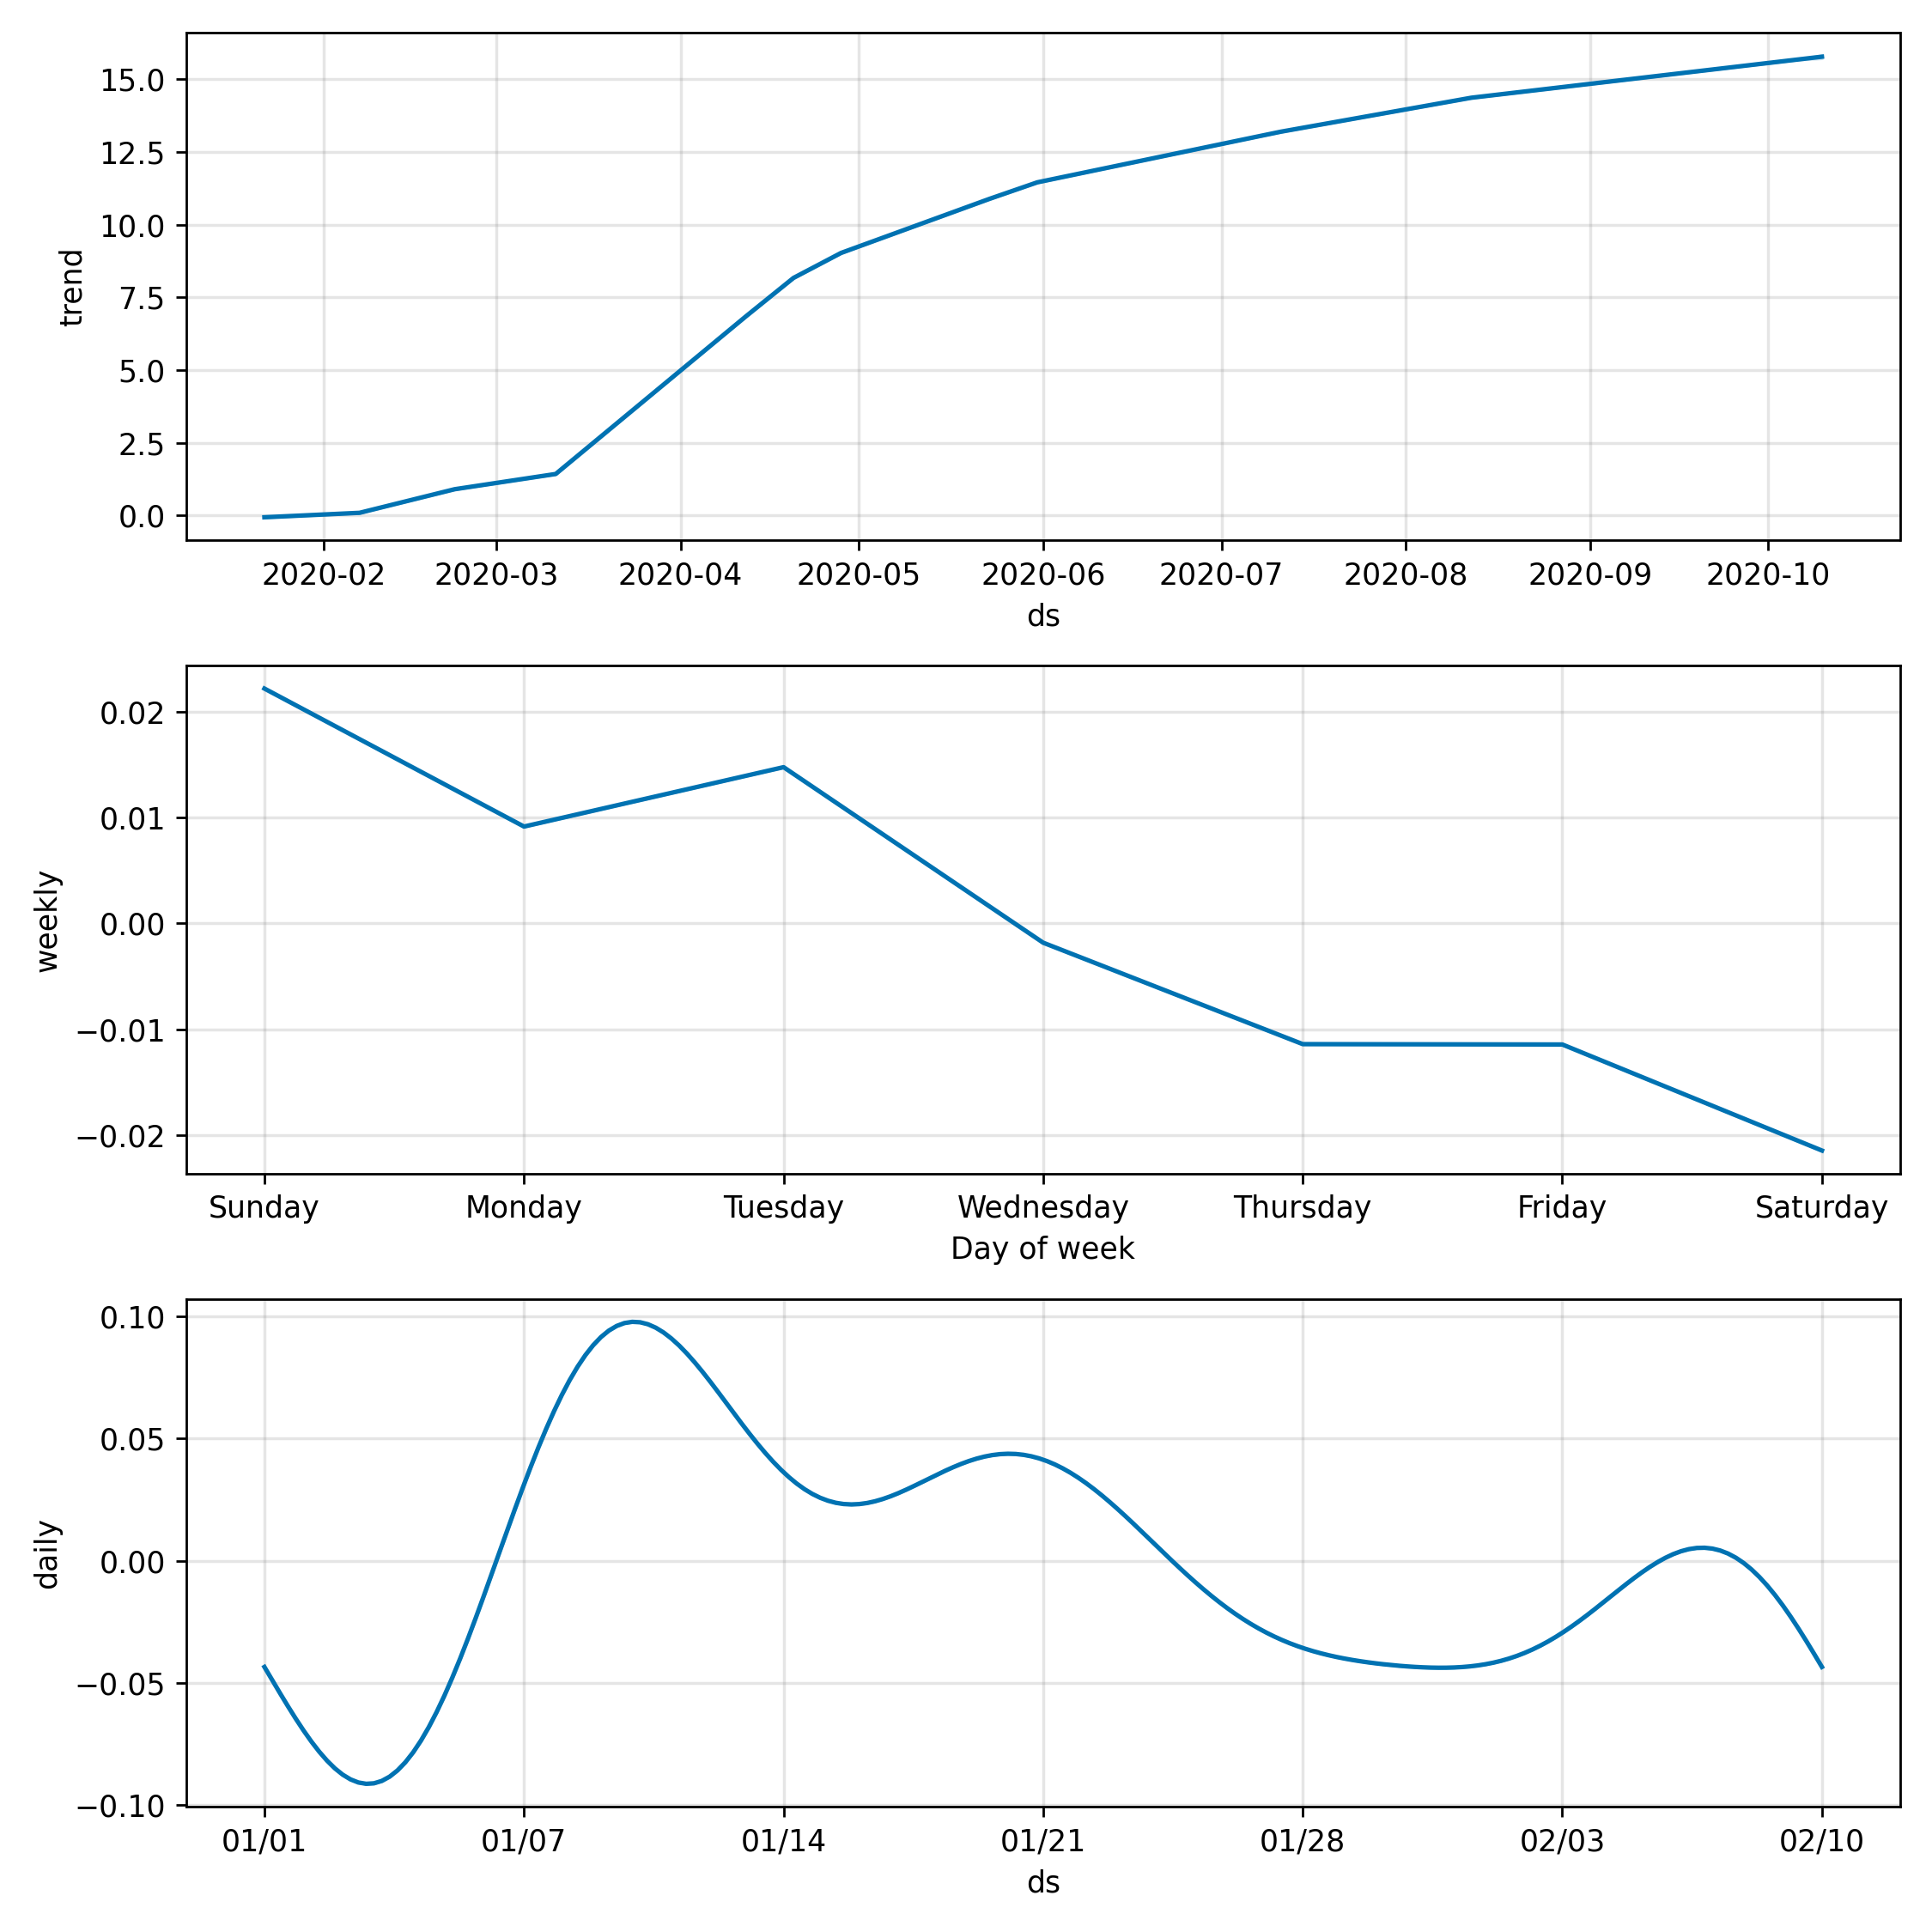 trend
15.0
12.5
10.0
7.5
5.0
2.5
0.0
2020-02 2020-03 2020-04 2020-05 2020-06 2020-07 2020-08 2020-09 2020-10
ds
weekly
0.02
0.01
0.00
−0.01
−0.02
Sunday Monday Tuesday Wednesday Thursday Friday Saturday
Day of week
daily
0.10
0.05
0.00
−0.05
−0.10
01/01 01/07 01/14 01/21 01/28 02/03 02/10
ds